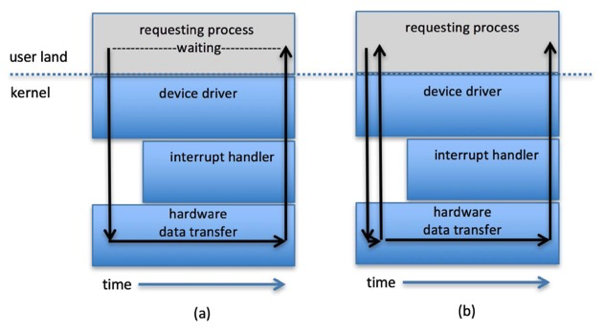 requesting process
waiting
user land
kernel
device driver
interrupt handler
hardware
data transfer
time
(a)
requesting process
device driver
interrupt handler
hardware
data transfer
time
(b)